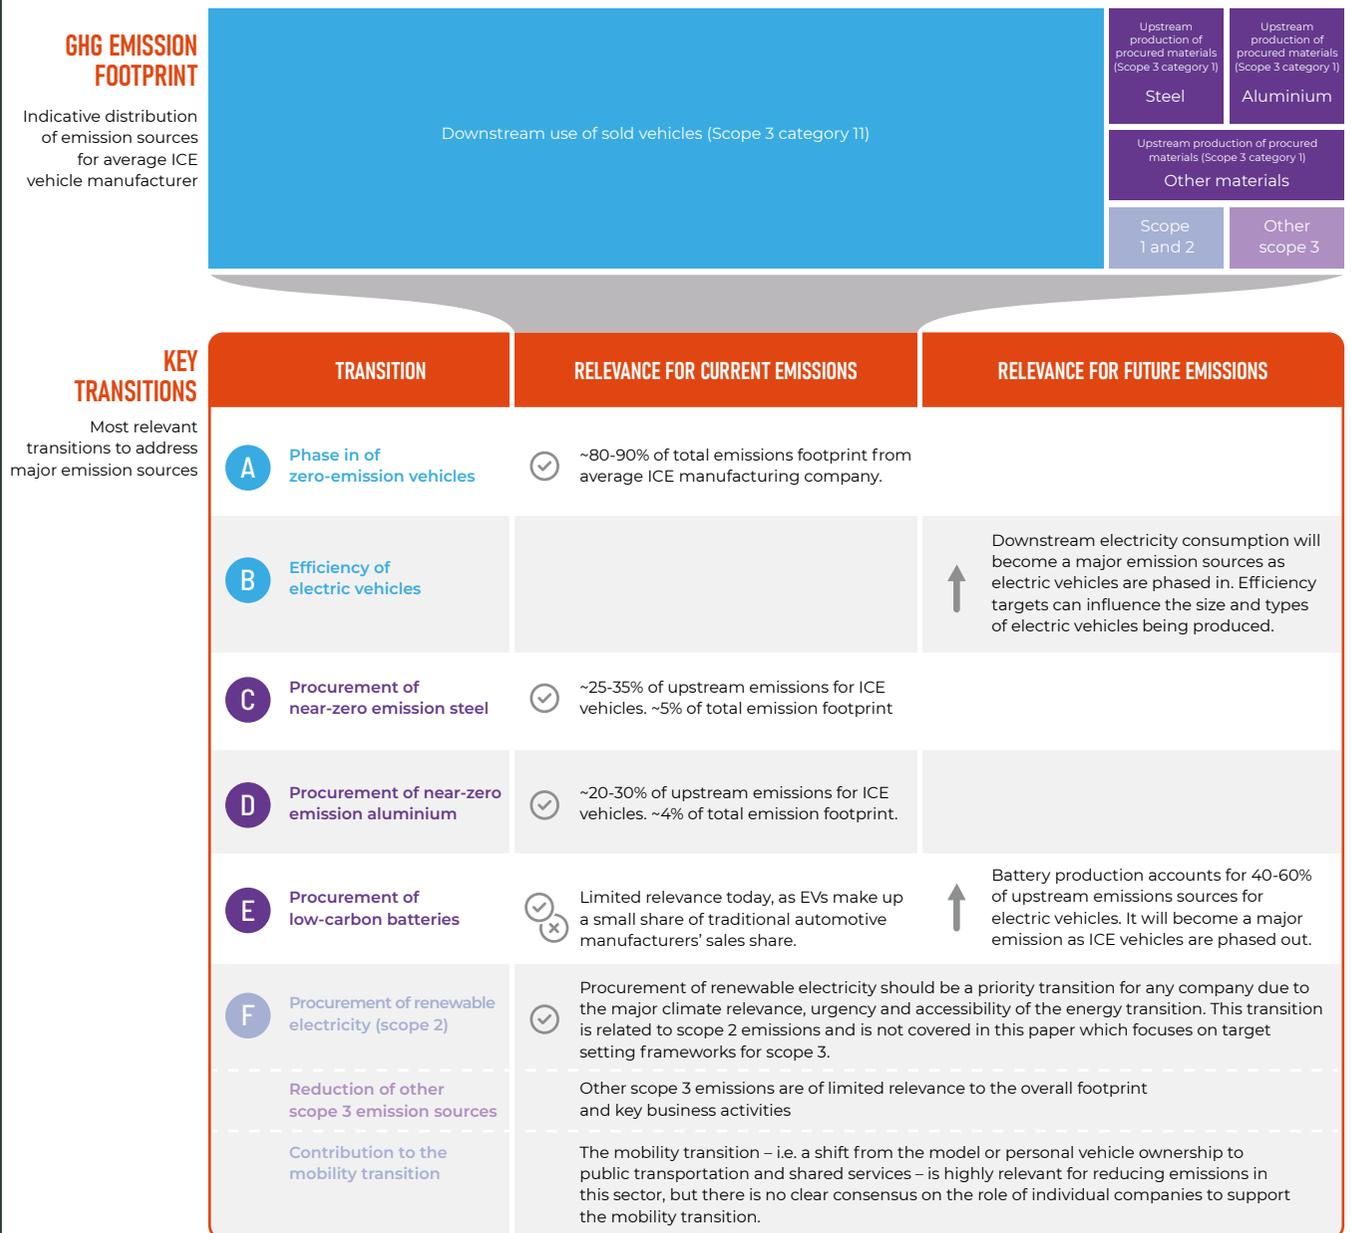 GHG EMISSION
FOOTPRINT
Indicative distribution
of emission sources
for average ICE
vehicle manufacturer
Downstream use of sold vehicles (Scope 3 category 11)
Upstream
production of
procured materials
(Scope 3 category 1)
Steel
Upstream
production of
procured materials
(Scope 3 category 1)
Aluminium
Upstream production of procured
materials (Scope 3 category 1)
Other materials
Scope
1 and 2
Other
scope 3
KEY
TRANSITIONS
Most relevant
transitions to address
major emission sources
TRANSITION
RELEVANCE FOR CURRENT EMISSIONS
RELEVANCE FOR FUTURE EMISSIONS
A
Phase in of
zero-emission vehicles
~80-90% of total emissions footprint from
average ICE manufacturing company.
B
Efficiency of
electric vehicles
Downstream electricity consumption will
become a major emission sources as
electric vehicles are phased in. Efficiency
targets can influence the size and types
of electric vehicles being produced.
C
Procurement of
near-zero emission steel
~25-35% of upstream emissions for ICE
vehicles. ~5% of total emission footprint
D
Procurement of near-zero
emission aluminium
~20-30% of upstream emissions for ICE
vehicles. ~4% of total emission footprint.
E
Procurement of
low-carbon batteries
Limited relevance today, as EVs make up
a small share of traditional automotive
manufacturers’ sales share.
Battery production accounts for 40-60%
of upstream emissions sources for
electric vehicles. It will become a major
emission as ICE vehicles are phased out.
F
Procurement of renewable
electricity (scope 2)
Procurement of renewable electricity should be a priority transition for any company due to
the major climate relevance, urgency and accessibility of the energy transition. This transition
is related to scope 2 emissions and is not covered in this paper which focuses on target
setting frameworks for scope 3.
Reduction of other
scope 3 emission sources
Other scope 3 emissions are of limited relevance to the overall footprint
and key business activities
Contribution to the
mobility transition
The mobility transition – i.e. a shift from the model or personal vehicle ownership to
public transportation and shared services – is highly relevant for reducing emissions in
this sector, but there is no clear consensus on the role of individual companies to support
the mobility transition.